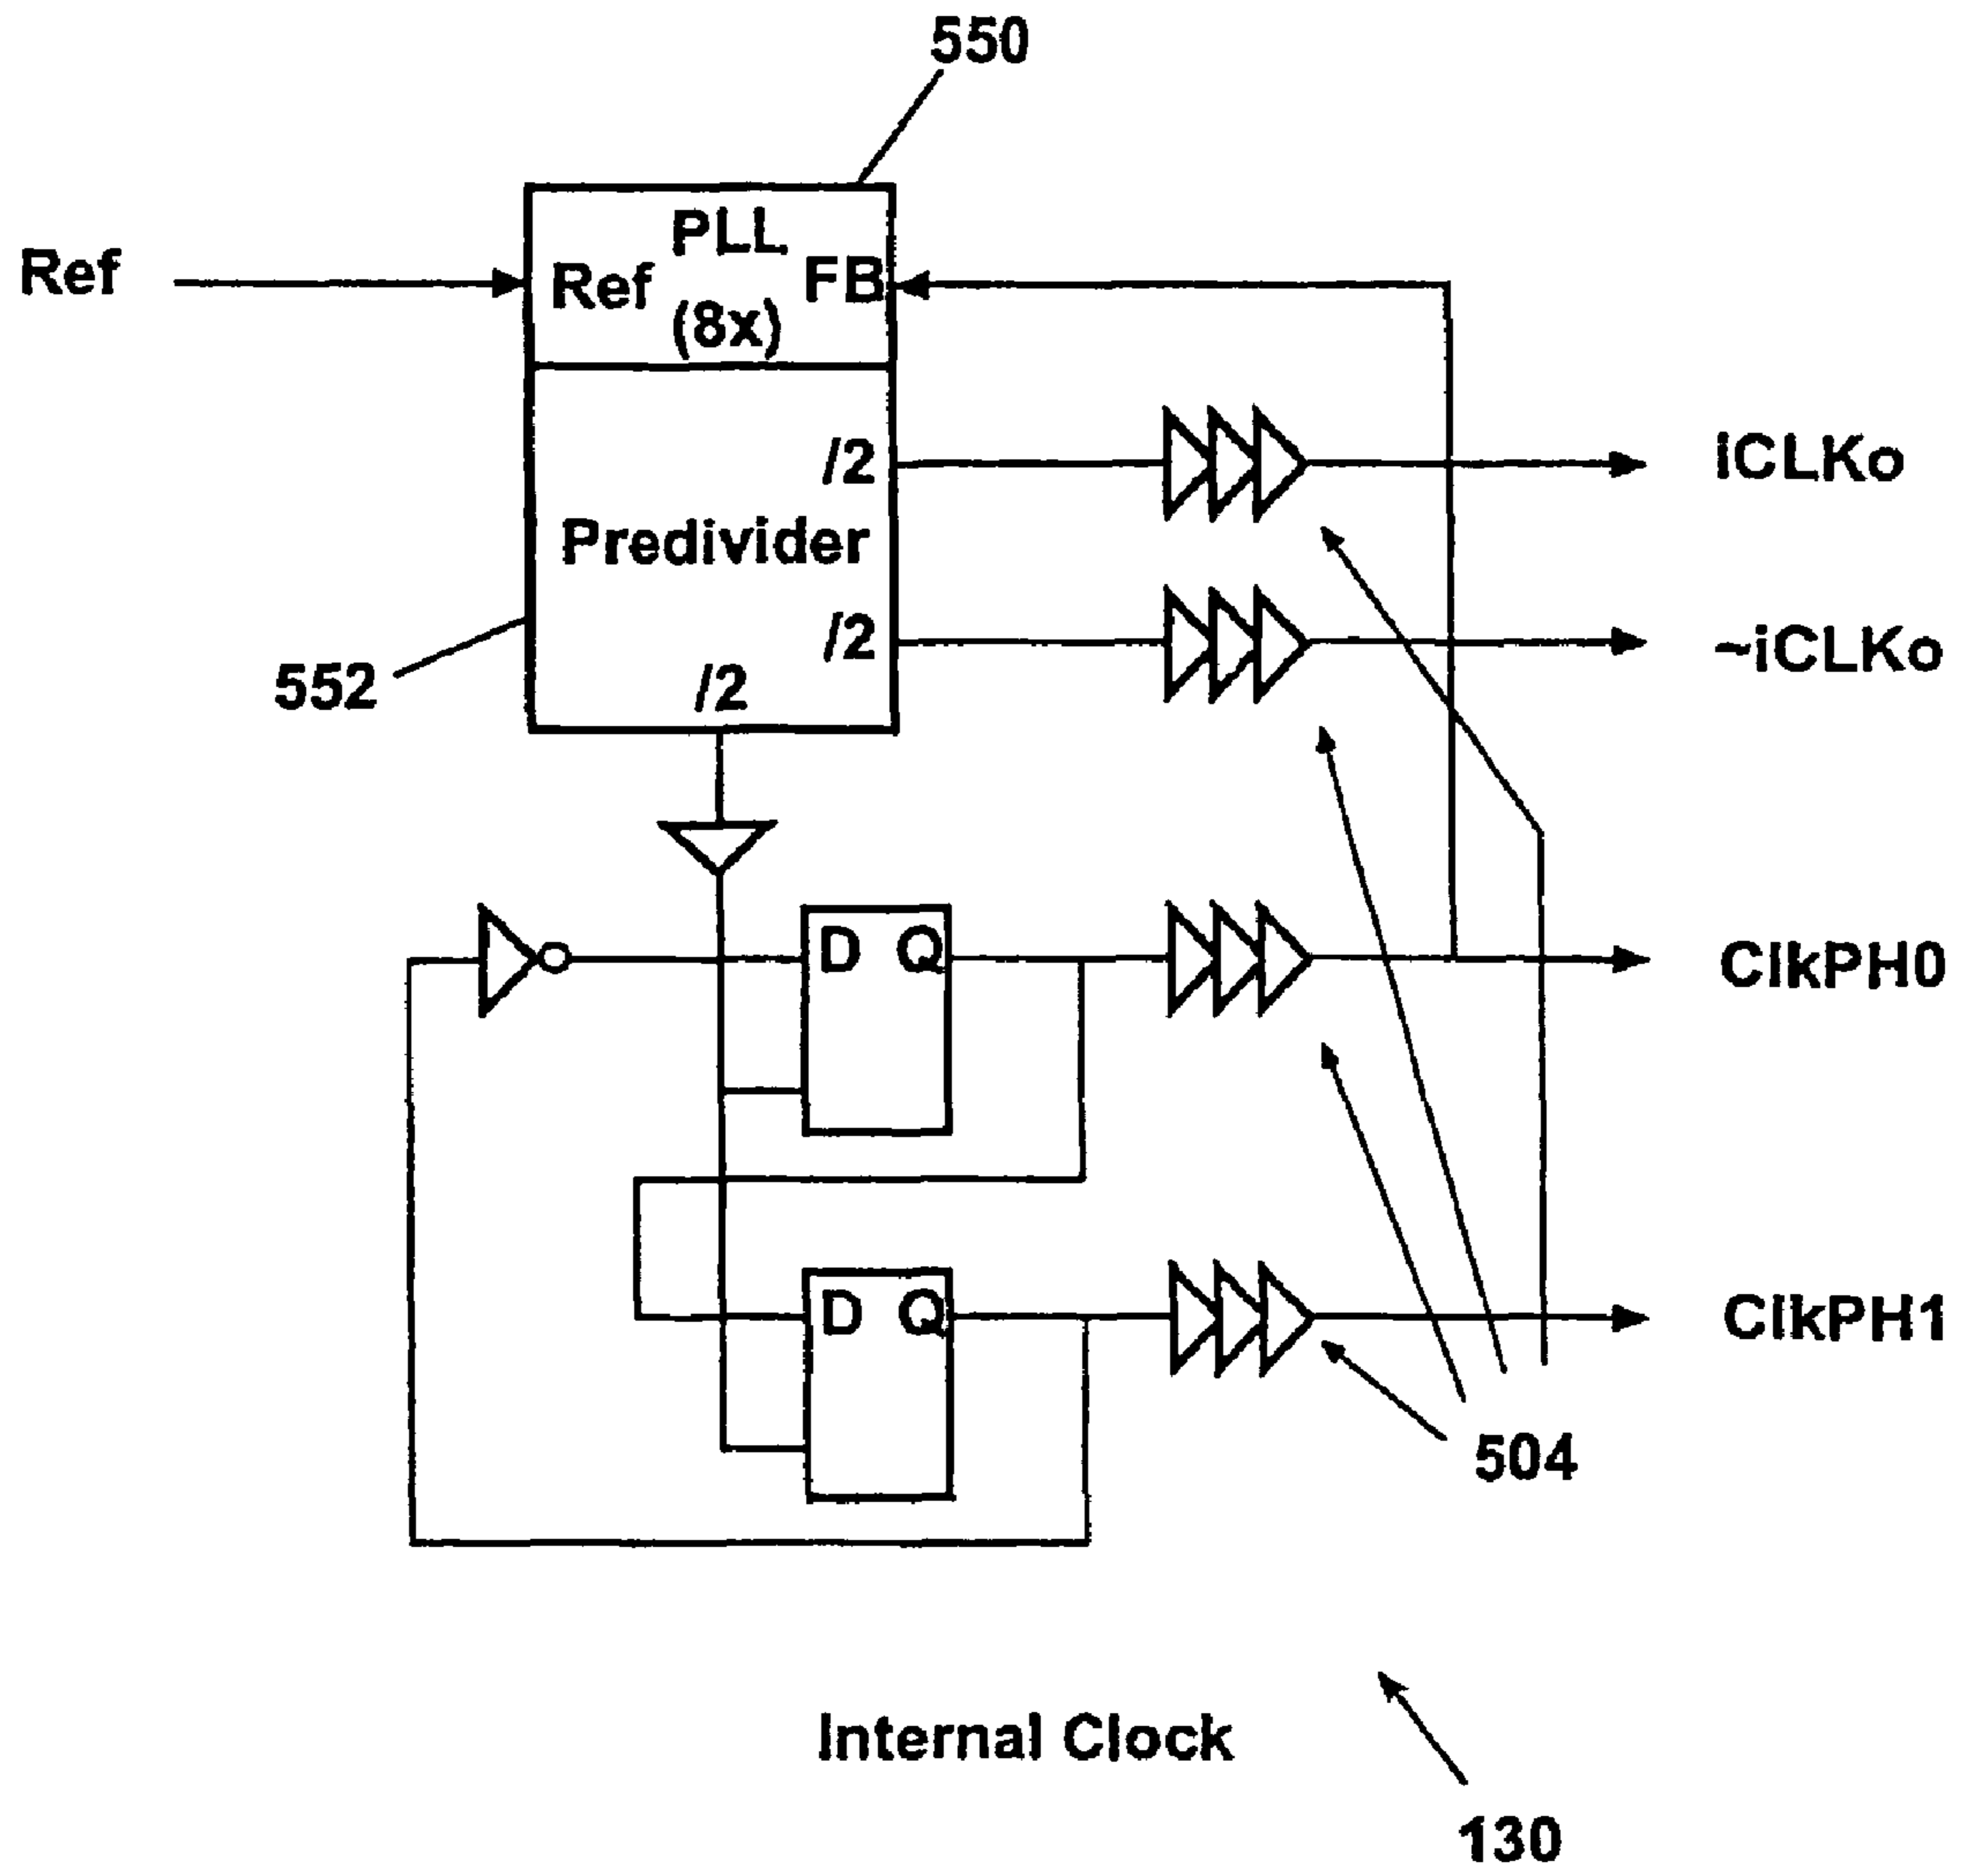 550
PLL
Ref
Ref
FB
(8x)
/2
iCLKo
Predivider
/2
~iCLKo
552
/2
D Q
ClkPH0
D Q
ClkPH1
504
Internal Clock
130